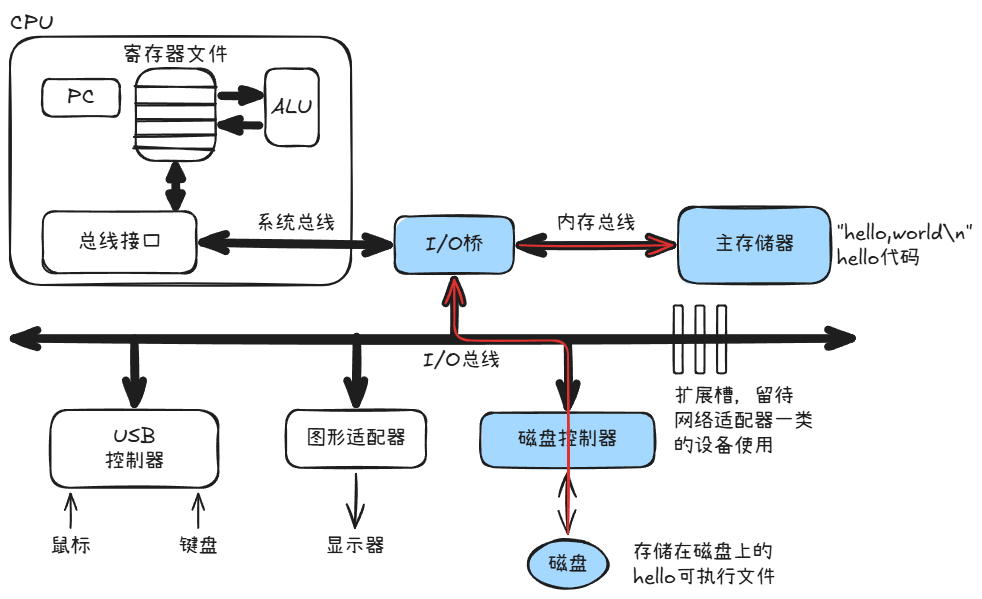 CPU
寄存器文件
PC
ALU
总线接口
系统总线
I/O桥
内存总线
主存储器
"hello,world\n"
hello代码
I/O总线
扩展槽，留待
网络适配器一类
的设备使用
USB
控制器
图形适配器
磁盘控制器
鼠标
键盘
显示器
磁盘
存储在磁盘上的
hello可执行文件